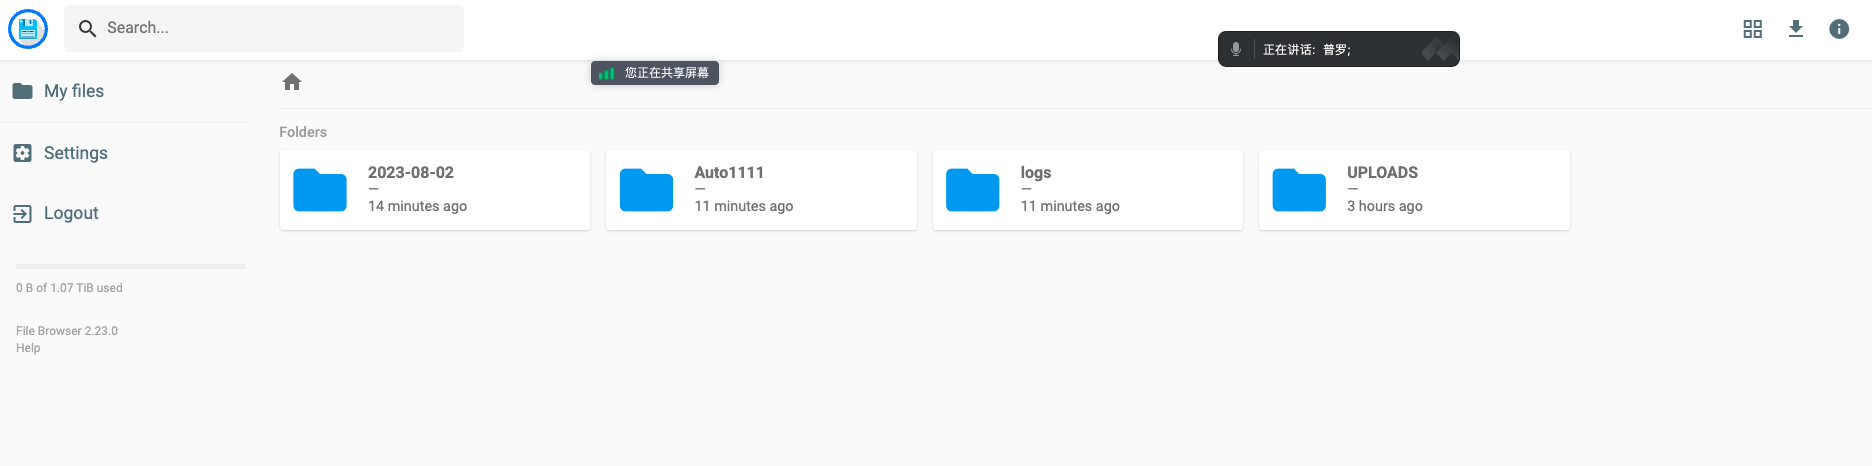 Search...
正在讲话：普罗;
您正在共享屏幕
My files
Settings
Logout
0 B of 1.07 TiB used
File Browser 2.23.0
Help
Folders
2023-08-02
—
14 minutes ago
Auto1111
—
11 minutes ago
logs
—
11 minutes ago
UPLOADS
—
3 hours ago